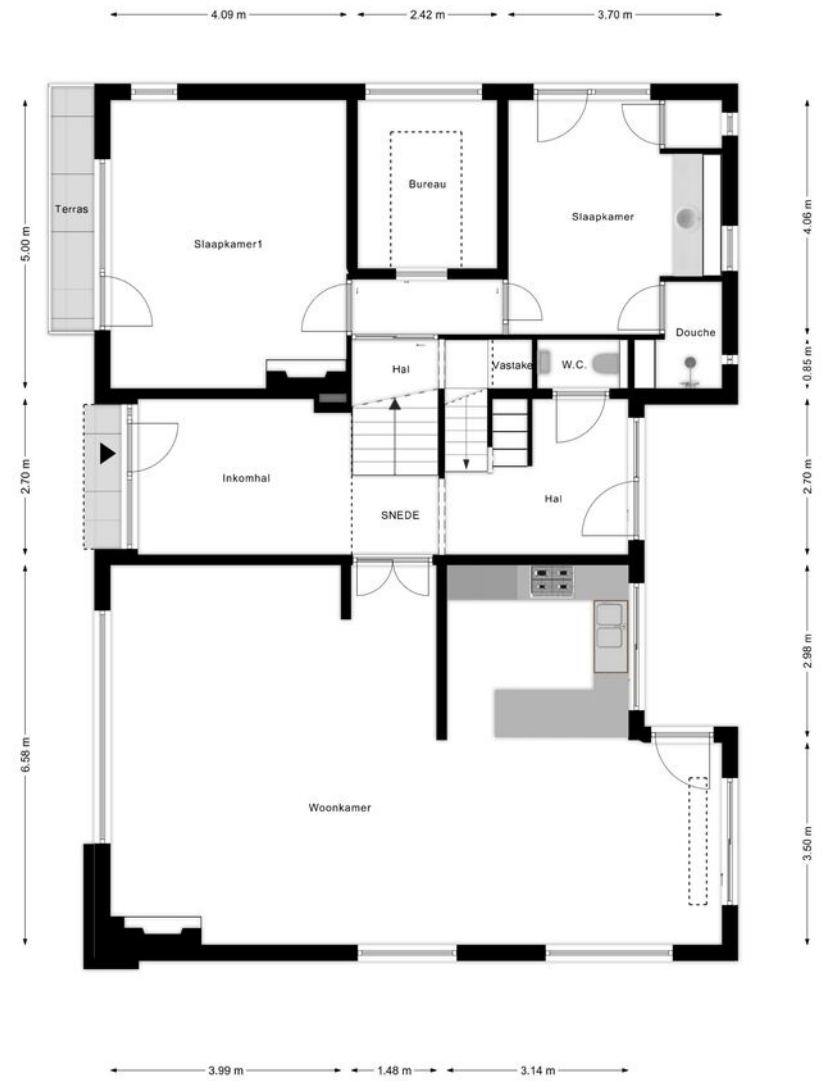 4.09 m
2.42 m
3.70 m
5.00 m
2.70 m
6.58 m
4.06 m
0.85 m
2.70 m
2.98 m
3.50 m
Terras
Slaapkamer1
Bureau
Slaapkamer
Douche
Hal
Vastake
W.C.
Inkomhal
SNEDE
Hal
Woonkamer
3.99 m
1.48 m
3.14 m